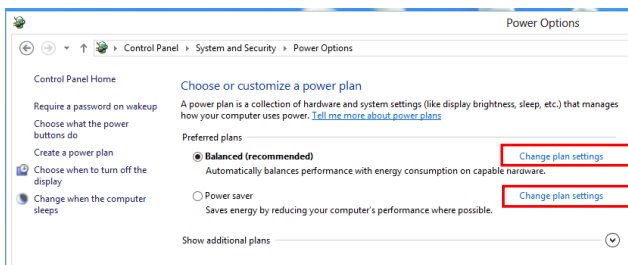 Power Options
Control Panel ▸ System and Security ▸ Power Options
Control Panel Home
Require a password on wakeup
Choose what the power
buttons do
Create a power plan
Choose when to turn off the
display
Change when the computer
sleeps
Choose or customize a power plan
A power plan is a collection of hardware and system settings (like display brightness, sleep, etc.) that manages
how your computer uses power. Tell me more about power plans
Preferred plans
Balanced (recommended) Change plan settings
Automatically balances performance with energy consumption on capable hardware.
Power saver Change plan settings
Saves energy by reducing your computer's performance where possible.
Show additional plans